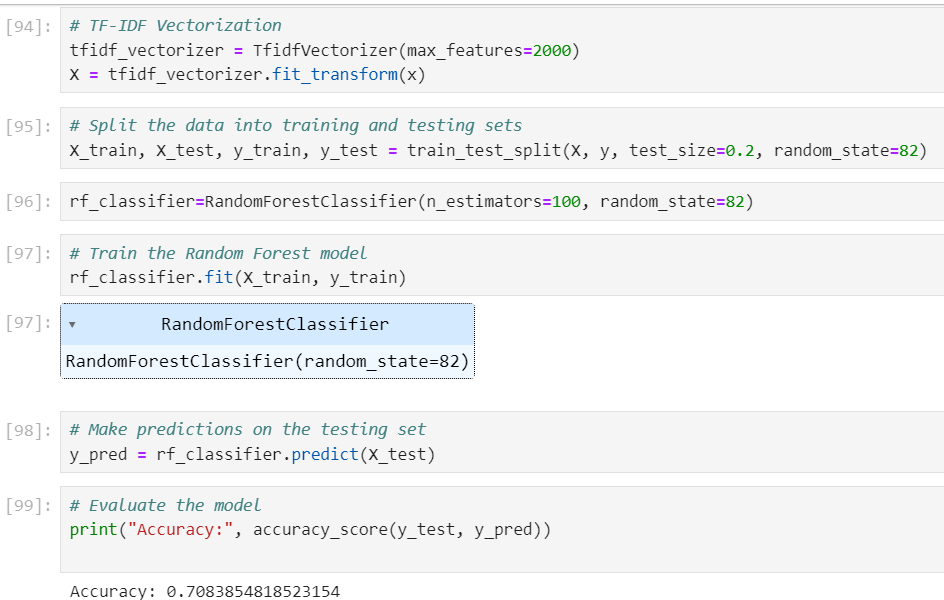 [94]: # TF-IDF Vectorization
tfidf_vectorizer = TfidfVectorizer(max_features=2000)
X = tfidf_vectorizer.fit_transform(x)
[95]: # Split the data into training and testing sets
X_train, X_test, y_train, y_test = train_test_split(X, y, test_size=0.2, random_state=82)
[96]: rf_classifier=RandomForestClassifier(n_estimators=100, random_state=82)
[97]: # Train the Random Forest model
rf_classifier.fit(X_train, y_train)
[97]: ▾ RandomForestClassifier
RandomForestClassifier(random_state=82)
[98]: # Make predictions on the testing set
y_pred = rf_classifier.predict(X_test)
[99]: # Evaluate the model
print("Accuracy:", accuracy_score(y_test, y_pred))
Accuracy: 0.7083854818523154